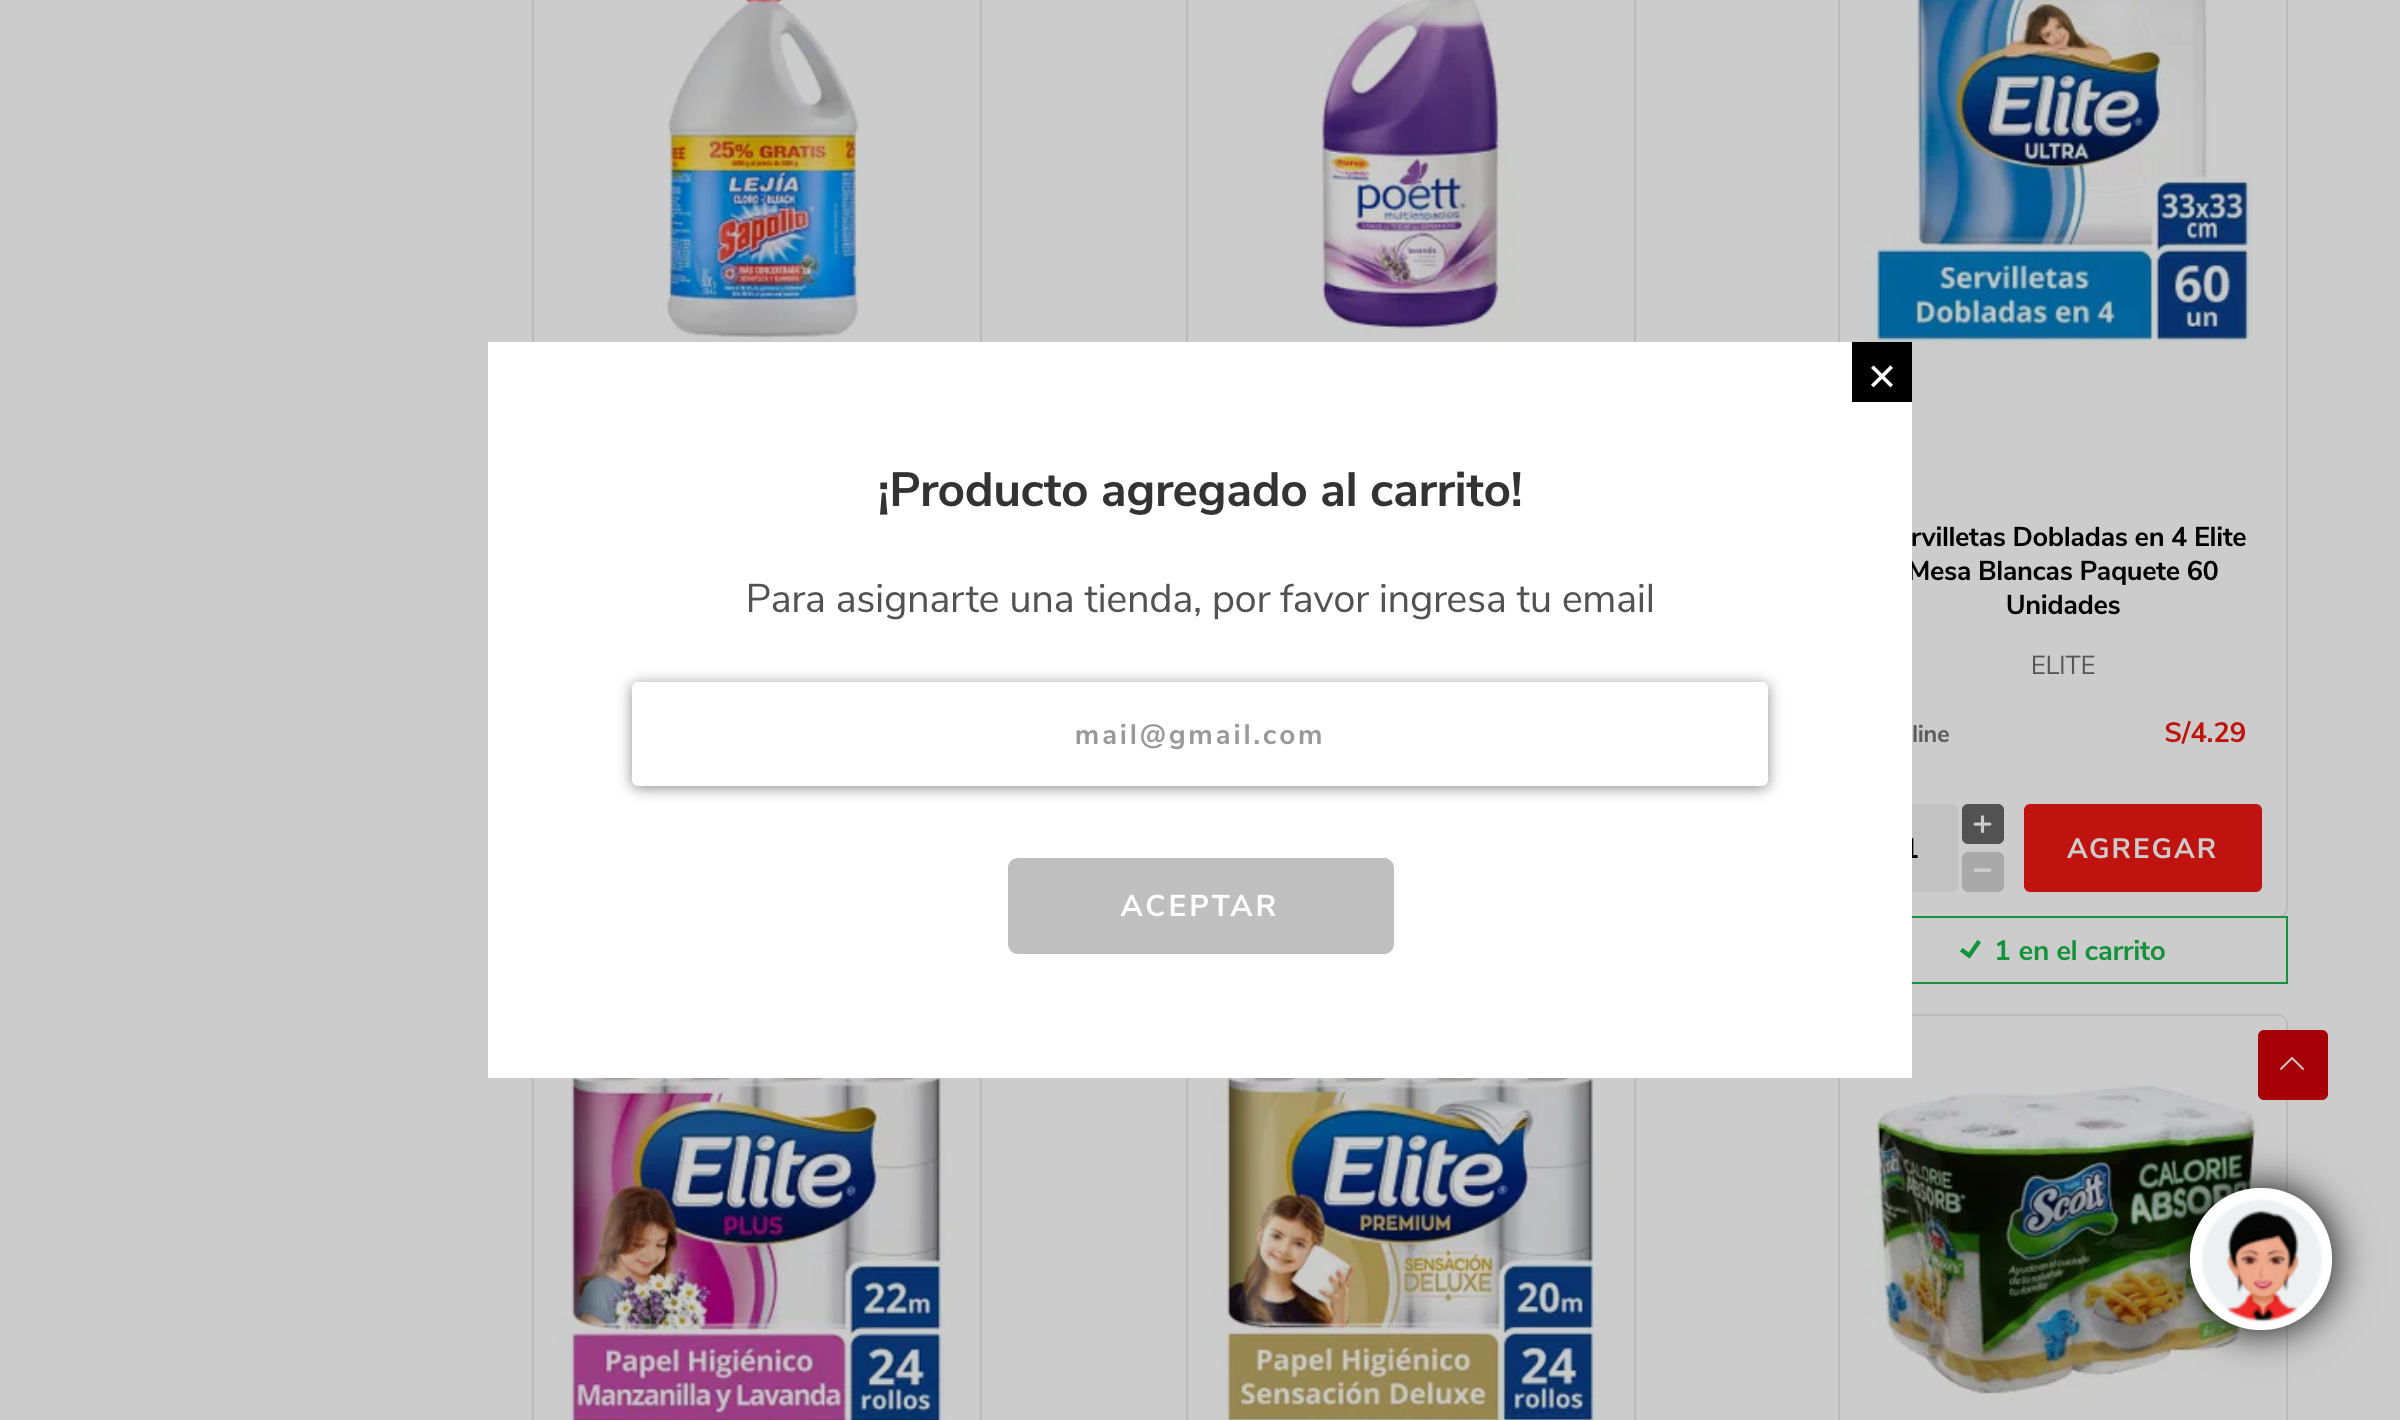 25% GRATIS
LEJÍA
CLORO - BLEACH
Sapolio
MÁS CONCENTRADA
poett
multiespacios
lavanda
Elite
ULTRA
33x33
cm
Servilletas
Dobladas en 4
60
un
¡Producto agregado al carrito!
Para asignarte una tienda, por favor ingresa tu email
mail@gmail.com
ACEPTAR
rvilletas Dobladas en 4 Elite
Mesa Blancas Paquete 60
Unidades
ELITE
line
S/4.29
1
AGREGAR
1 en el carrito
Elite
PLUS
22m
Papel Higiénico
Manzanilla y Lavanda
24
rollos
Elite
PREMIUM
SENSACIÓN
DELUXE
20m
Papel Higiénico
Sensación Deluxe
24
rollos
CALORIE
Scott
CALORIE
ABSO